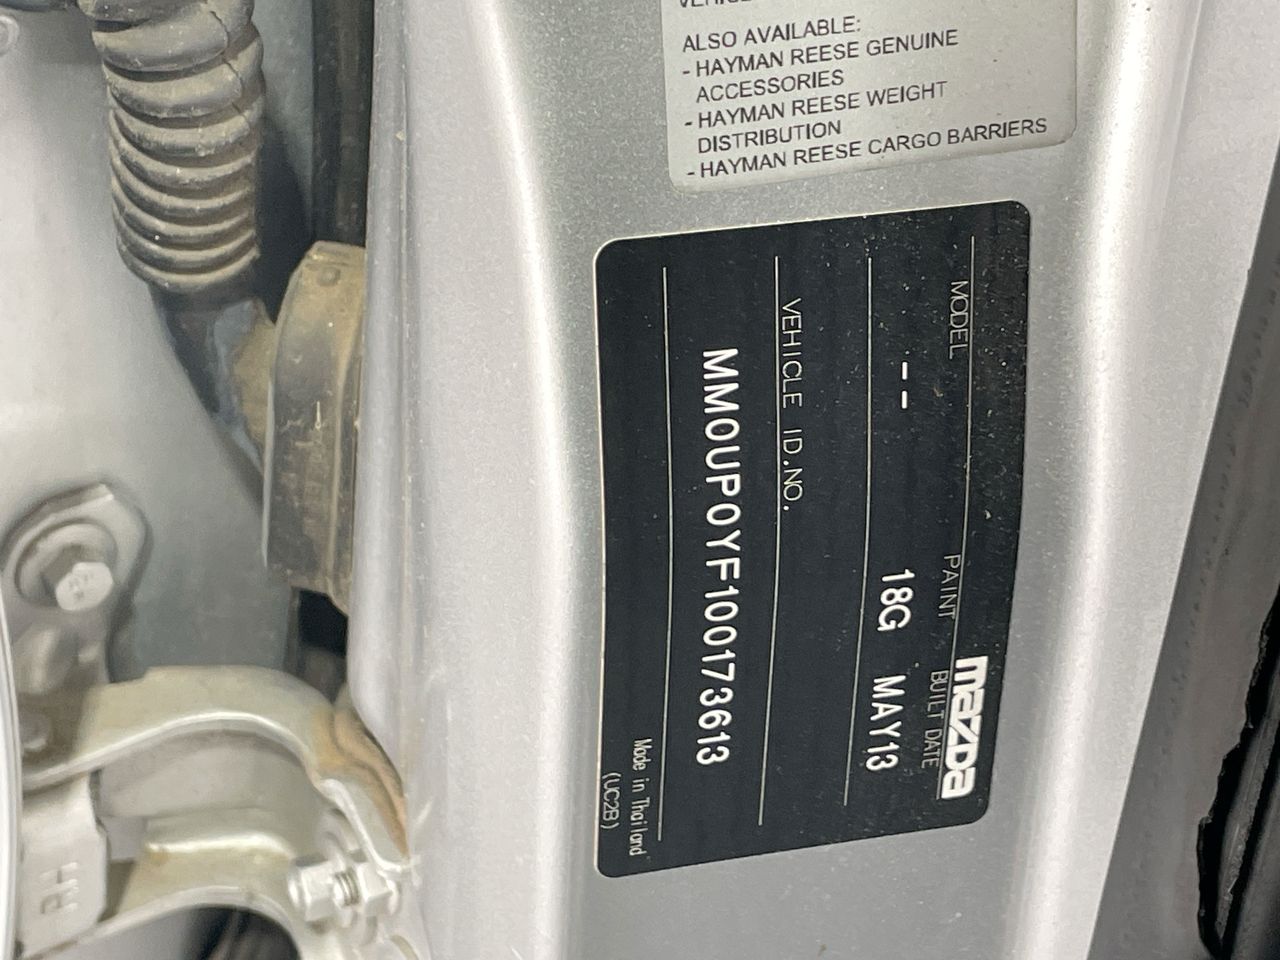 ALSO AVAILABLE:
- HAYMAN REESE GENUINE
ACCESSORIES
- HAYMAN REESE WEIGHT
DISTRIBUTION
- HAYMAN REESE CARGO BARRIERS
mazda
MODEL PAINT BUILT DATE
-- 18G MAY13
VEHICLE ID.NO.
MM0UP0YF100173613
Made in Thailand
(UC2B)